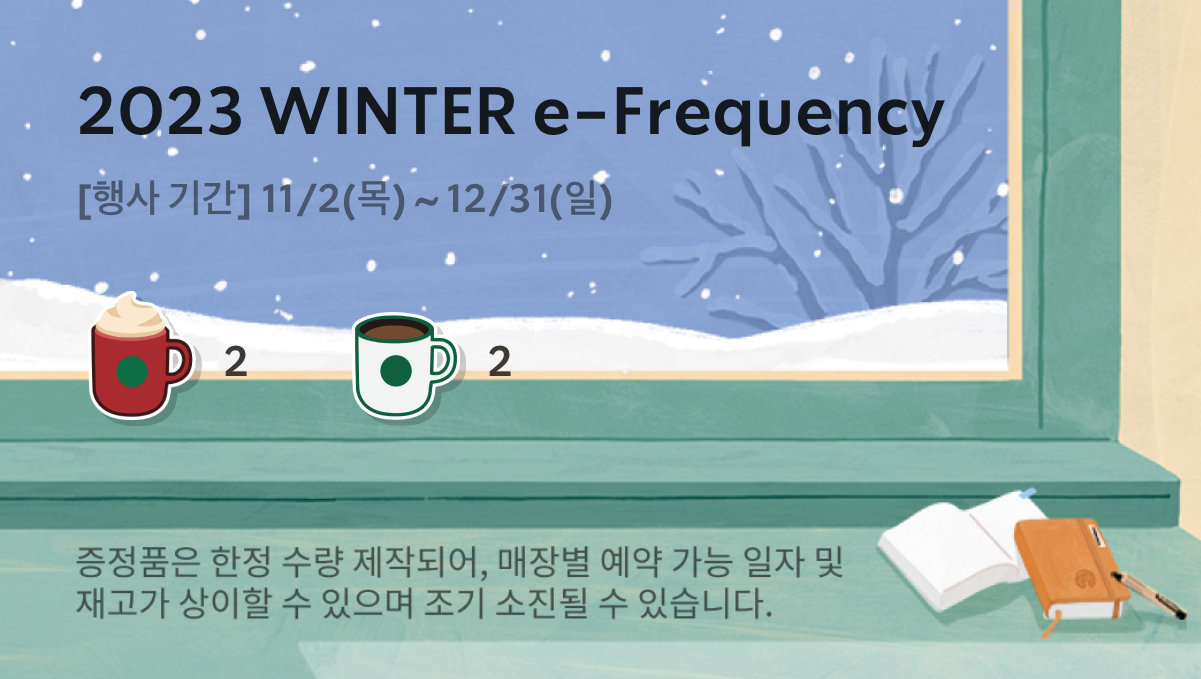 2023 WINTER e-Frequency
[행사 기간] 11/2(목) ~ 12/31(일)
2 2
증정품은 한정 수량 제작되어, 매장별 예약 가능 일자 및
재고가 상이할 수 있으며 조기 소진될 수 있습니다.